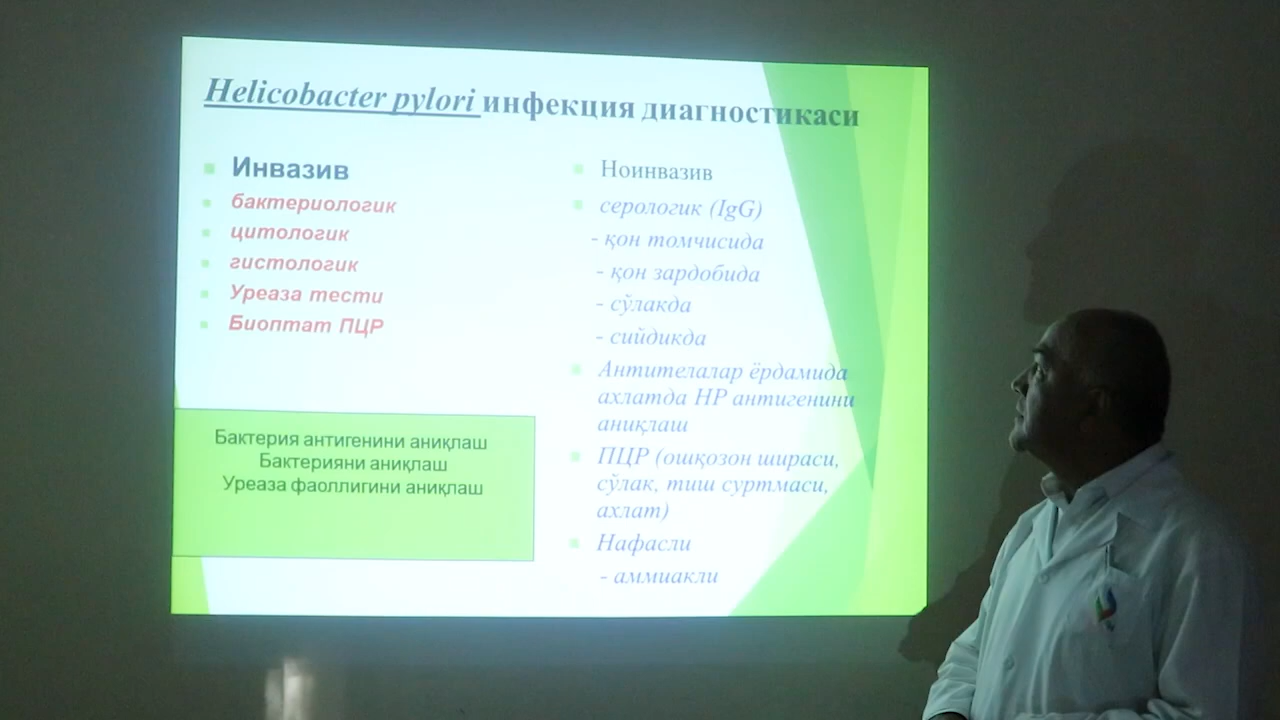 Helicobacter pylori инфекция диагностикаси
Инвазив
бактериологик
цитологик
гистологик
Уреаза тести
Биоптат ПЦР
Бактерия антигенини аниқлаш
Бактерияни аниқлаш
Уреаза фаоллигини аниқлаш
Ноинвазив
серологик (IgG)
- қон томчисида
- қон зардобида
- сўлакда
- сийдикда
Антителалар ёрдамида
ахлатда HP антигенини
аниқлаш
ПЦР (ошқозон шираси,
сўлак, тиш суртмаси,
ахлат)
Нафасли
- аммиакли